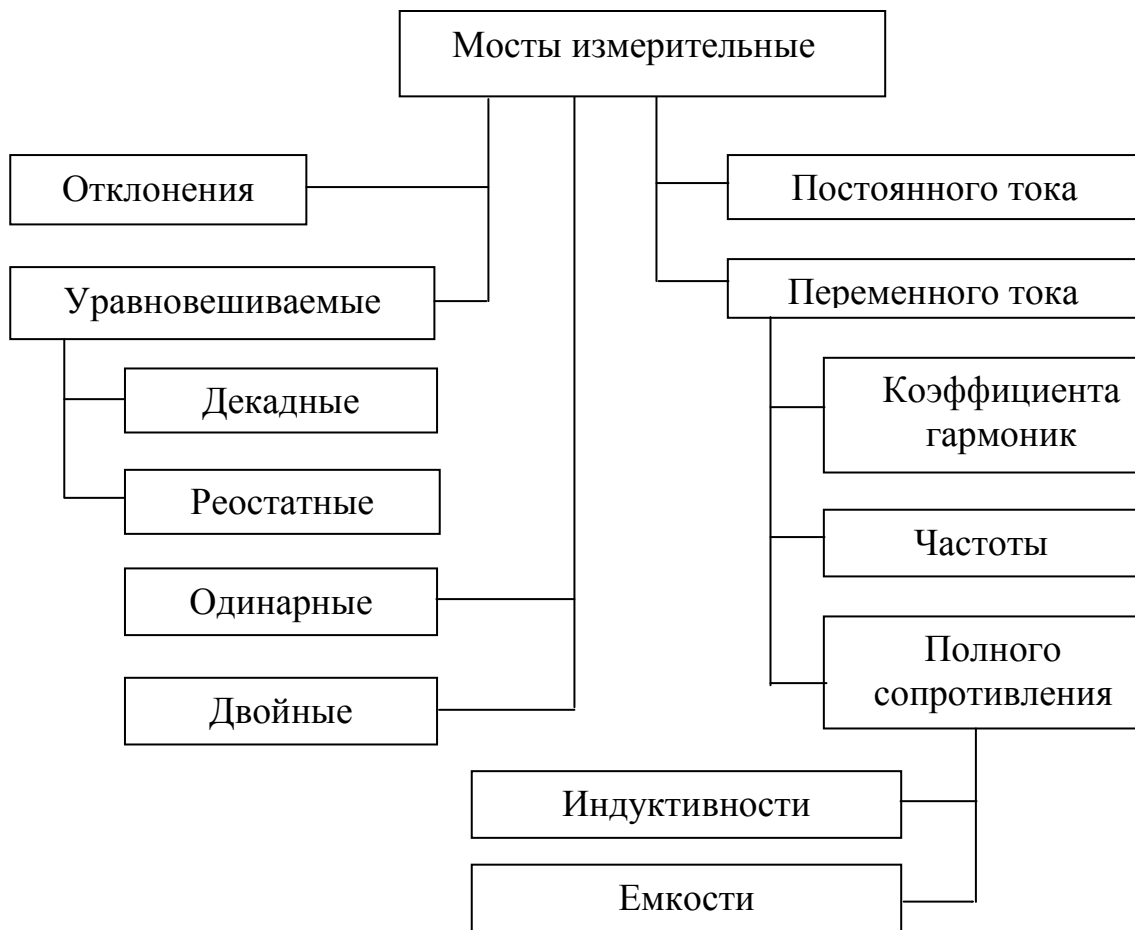 Мосты измерительные
Отклонения
Постоянного тока
Уравновешиваемые
Переменного тока
Декадные
Коэффициента
гармоник
Реостатные
Частоты
Одинарные
Полного
сопротивления
Двойные
Индуктивности
Емкости